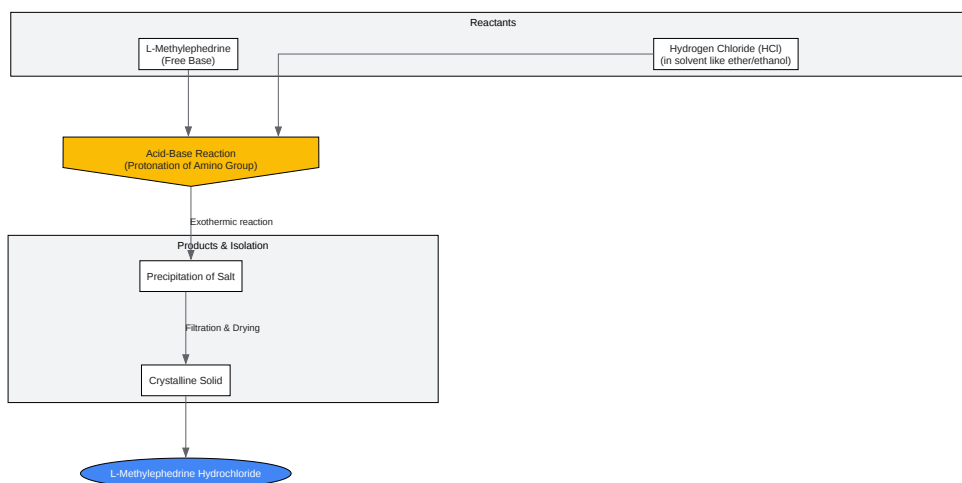 Reactants
L-Methylephedrine
(Free Base)
Hydrogen Chloride (HCl)
(in solvent like ether/ethanol)
Acid-Base Reaction
(Protonation of Amino Group)
Exothermic reaction
Products & Isolation
Precipitation of Salt
Filtration & Drying
Crystalline Solid
L-Methylephedrine Hydrochloride